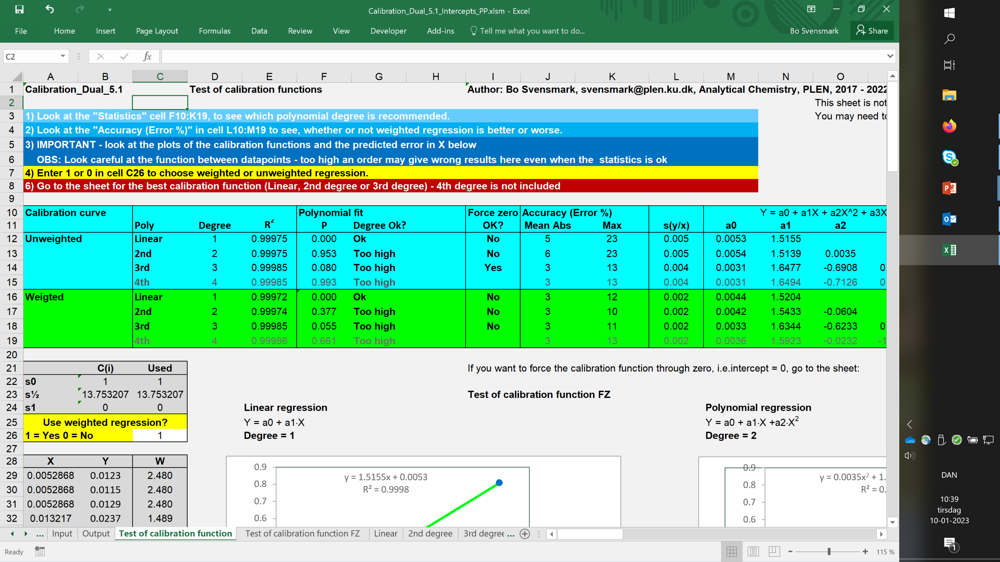 Calibration_Dual_5.1_Intercepts_PP.xlsm - Excel
File Home Insert Page Layout Formulas Data Review View Developer Add-ins Tell me what you want to do... Bo Svensmark Share
C2 fx
A B C D E F G H I J K L M N O
1 Calibration_Dual_5.1 Test of calibration functions Author: Bo Svensmark, svensmark@plen.ku.dk, Analytical Chemistry, PLEN, 2017 - 2022
2 This sheet is not
3 1) Look at the "Statistics" cell F10:K19, to see which polynomial degree is recommended. You may need to
4 2) Look at the "Accuracy (Error %)" in cell L10:M19 to see, whether or not weighted regression is better or worse.
5 3) IMPORTANT - look at the plots of the calibration functions and the predicted error in X below
6 OBS: Look careful at the function between datapoints - too high an order may give wrong results here even when the statistics is ok
7 4) Enter 1 or 0 in cell C26 to choose weighted or unweighted regression.
8 6) Go to the sheet for the best calibration function (Linear, 2nd degree or 3rd degree) - 4th degree is not included
9
10 Calibration curve Polynomial fit Force zero Accuracy (Error %) Y = a0 + a1X + a2X^2 + a3X
11 Poly Degree R² P Degree Ok? OK? Mean Abs Max s(y/x) a0 a1 a2
12 Unweighted Linear 1 0.99975 0.000 Ok No 5 23 0.005 0.0053 1.5155
13 2nd 2 0.99975 0.953 Too high No 6 23 0.005 0.0054 1.5139 0.0035
14 3rd 3 0.99985 0.080 Too high Yes 3 13 0.004 0.0031 1.6477 -0.6908 0
15 4th 4 0.99985 0.993 Too high 3 13 0.004 0.0031 1.6494 -0.7126 0
16 Weigted Linear 1 0.99972 0.000 Ok No 3 12 0.002 0.0044 1.5204
17 2nd 2 0.99974 0.377 Too high No 3 10 0.002 0.0042 1.5433 -0.0604
18 3rd 3 0.99985 0.055 Too high No 3 11 0.002 0.0033 1.6344 -0.6233 0
19 4th 4 0.99986 0.661 Too high 3 13 0.002 0.0036 1.5923 -0.0232 -1
20
21 C(i) Used If you want to force the calibration function through zero, i.e.intercept = 0, go to the sheet:
22 s0 1 1
23 s½ 13.753207 13.753207 Test of calibration function FZ
24 s1 0 0 Linear regression Polynomial regression
25 Use weighted regression? Y = a0 + a1·X Y = a0 + a1·X +a2·X²
26 1 = Yes 0 = No 1 Degree = 1 Degree = 2
27
28 X Y W
29 0.0052868 0.0123 2.480
30 0.0052868 0.0115 2.480
31 0.0052868 0.0129 2.480
32 0.013217 0.0237 1.489
0.9
0.8
0.7
0.6
y = 1.5155x + 0.0053
R² = 0.9998
0.9
0.8
0.7
0.6
y = 0.0035x² + 1.
R² = 0.
... Input Output Test of calibration function Test of calibration function FZ Linear 2nd degree 3rd degree ...
Ready 115 %
DAN
10:39
tirsdag
10-01-2023
1